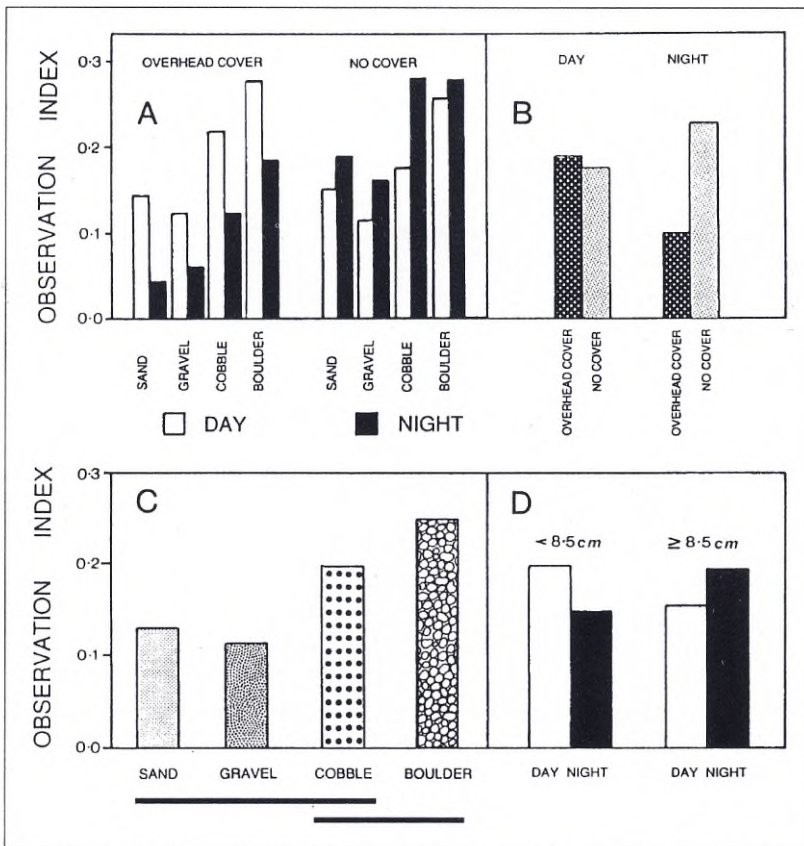 OBSERVATION INDEX
0·3
0·2
0·1
0·0
OVERHEAD COVER NO COVER
A
SAND
GRAVEL
COBBLE
BOULDER
SAND
GRAVEL
COBBLE
BOULDER
DAY NIGHT
B
OVERHEAD COVER
NO COVER
OVERHEAD COVER
NO COVER
DAY NIGHT
OBSERVATION INDEX
0·3
0·2
0·1
0·0
C
SAND GRAVEL COBBLE BOULDER
D
< 8·5cm ≥ 8·5cm
DAY NIGHT DAY NIGHT